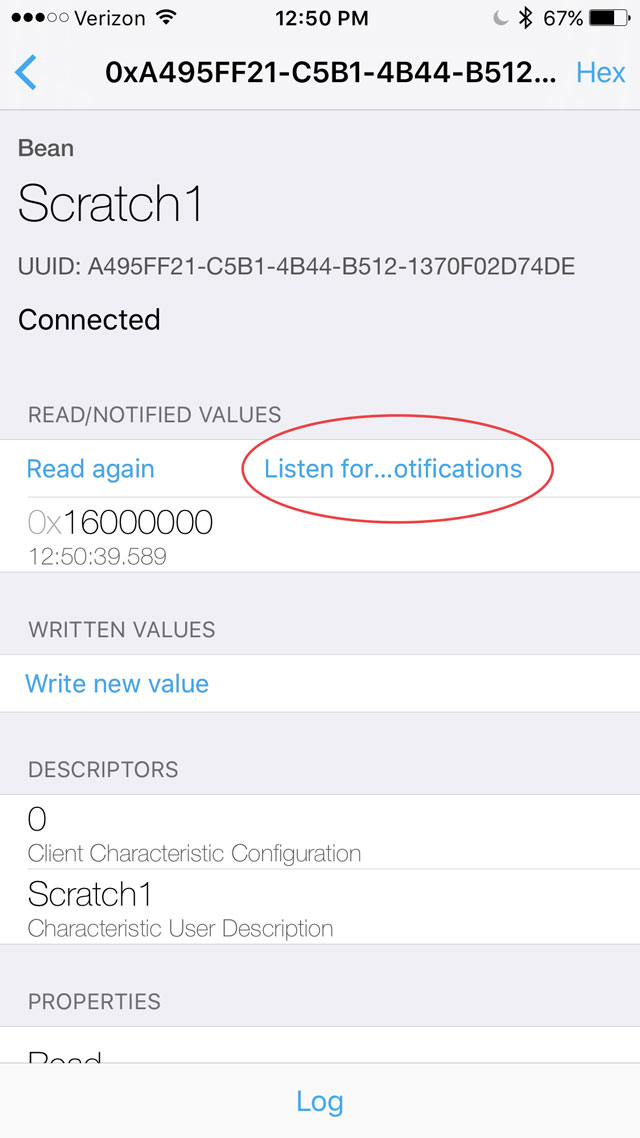 Verizon 12:50 PM 67%
0xA495FF21-C5B1-4B44-B512... Hex
Bean
Scratch1
UUID: A495FF21-C5B1-4B44-B512-1370F02D74DE
Connected
READ/NOTIFIED VALUES
Read again Listen for...otifications
0x16000000
12:50:39.589
WRITTEN VALUES
Write new value
DESCRIPTORS
0
Client Characteristic Configuration
Scratch1
Characteristic User Description
PROPERTIES
Read
Log